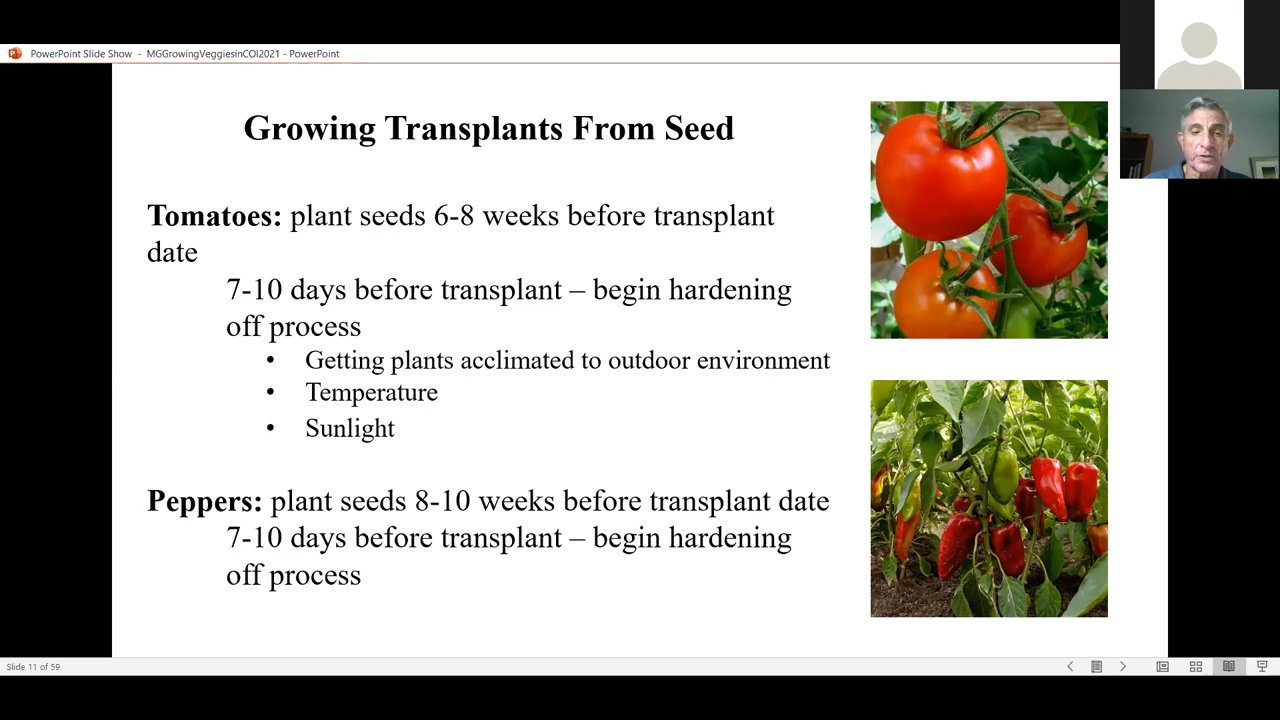 PowerPoint Slide Show - MGGrowingVeggiesinCOI2021 - PowerPoint
Growing Transplants From Seed
Tomatoes: plant seeds 6-8 weeks before transplant
date
7-10 days before transplant – begin hardening
off process
• Getting plants acclimated to outdoor environment
• Temperature
• Sunlight
Peppers: plant seeds 8-10 weeks before transplant date
7-10 days before transplant – begin hardening
off process
Slide 11 of 59